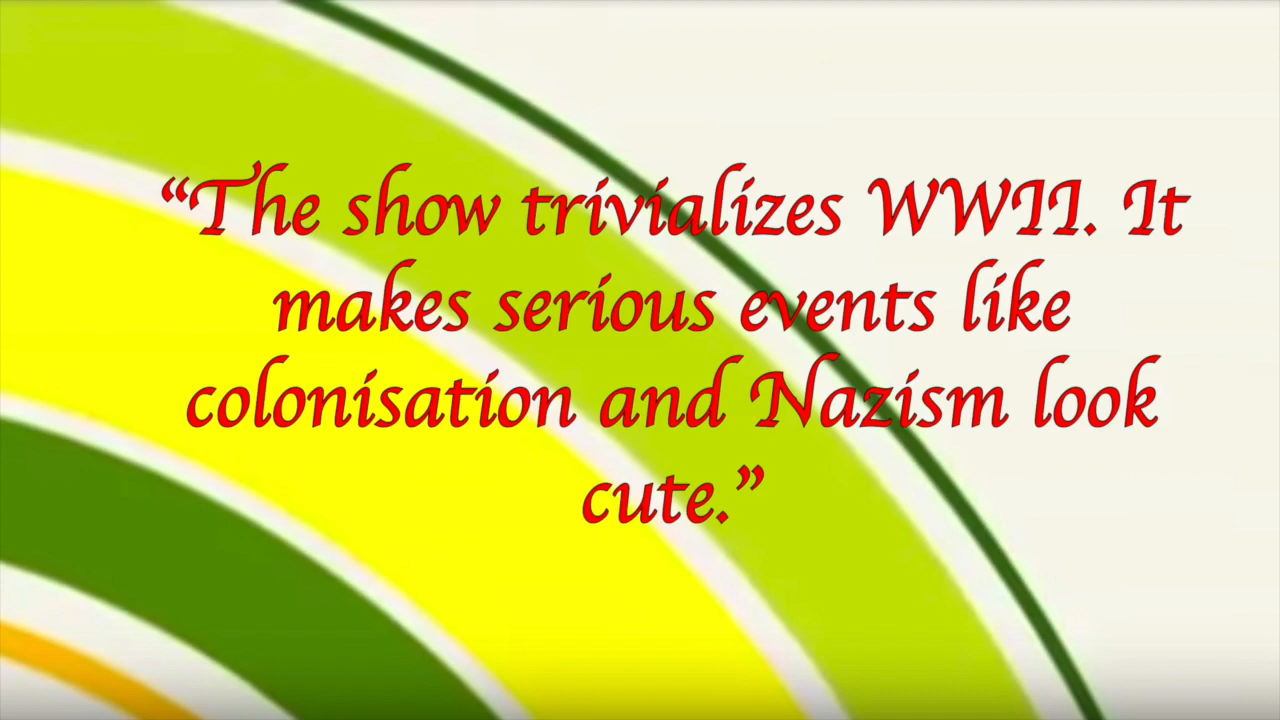 “The show trivializes WWII. It
makes serious events like
colonisation and Nazism look
cute.”